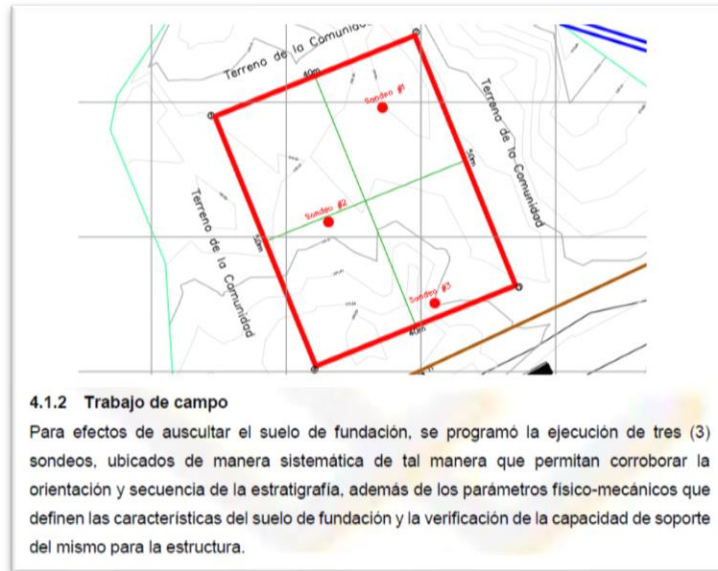 Terreno de la Comunidad
40m
Sondeo #1
Terreno de la Comunidad
50m
Sondeo #2
Terreno de la Comunidad
50m
Sondeo #3
40m
4.1.2 Trabajo de campo
Para efectos de auscultar el suelo de fundación, se programó la ejecución de tres (3)
sondeos, ubicados de manera sistemática de tal manera que permitan corroborar la
orientación y secuencia de la estratigrafía, además de los parámetros físico-mecánicos que
definen las características del suelo de fundación y la verificación de la capacidad de soporte
del mismo para la estructura.